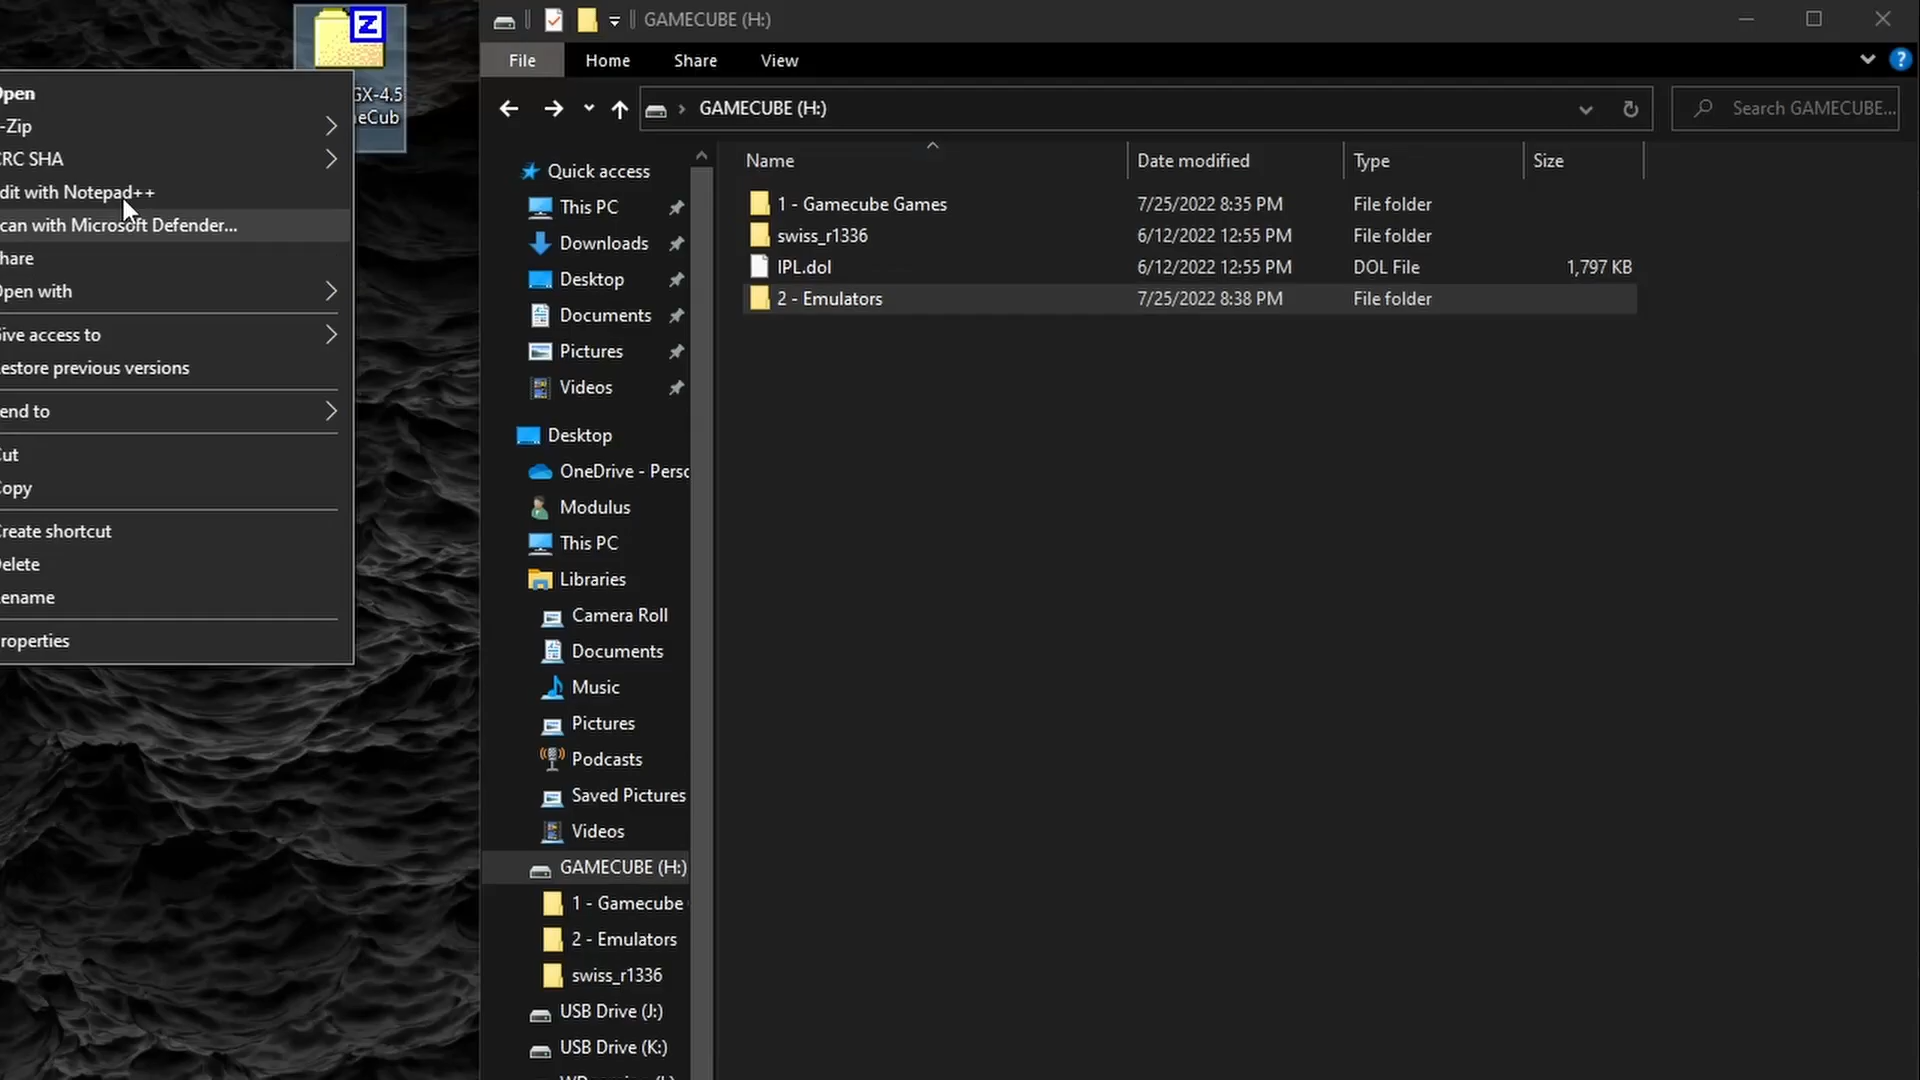 Z
GX-4.5
eCub
pen
-Zip
RC SHA
dit with Notepad++
can with Microsoft Defender...
hare
pen with
ive access to
estore previous versions
end to
ut
opy
reate shortcut
elete
ename
roperties
GAMECUBE (H:)
File Home Share View
?
GAMECUBE (H:)
Search GAMECUBE...
Name Date modified Type Size
1 - Gamecube Games 7/25/2022 8:35 PM File folder
swiss_r1336 6/12/2022 12:55 PM File folder
IPL.dol 6/12/2022 12:55 PM DOL File 1,797 KB
2 - Emulators 7/25/2022 8:38 PM File folder
Quick access
This PC
Downloads
Desktop
Documents
Pictures
Videos
Desktop
OneDrive - Perso
Modulus
This PC
Libraries
Camera Roll
Documents
Music
Pictures
Podcasts
Saved Pictures
Videos
GAMECUBE (H:)
1 - Gamecube
2 - Emulators
swiss_r1336
USB Drive (J:)
USB Drive (K:)